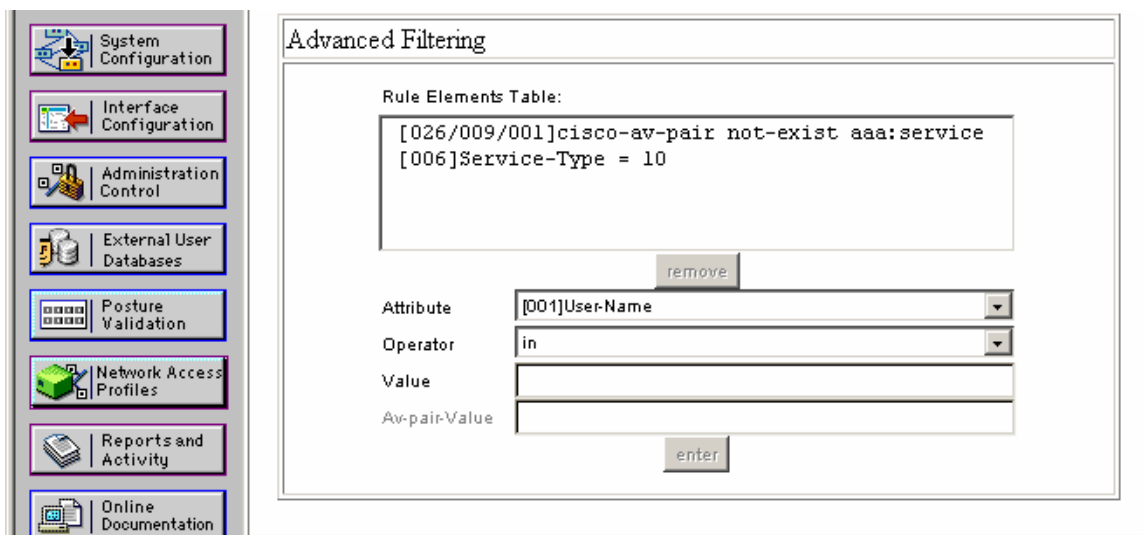 System
Configuration
Interface
Configuration
Administration
Control
External User
Databases
Posture
Validation
Network Access
Profiles
Reports and
Activity
Online
Documentation
Advanced Filtering
Rule Elements Table:
[026/009/001]cisco-av-pair not-exist aaa:service
[006]Service-Type = 10
remove
Attribute [001]User-Name
Operator in
Value
Av-pair-Value
enter